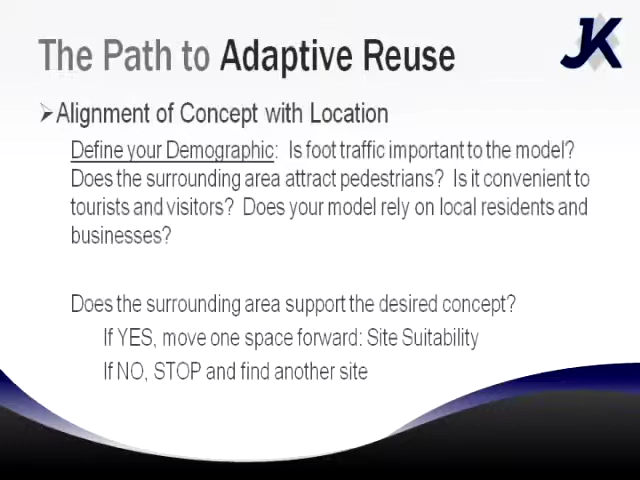 The Path to Adaptive Reuse
JK
➢Alignment of Concept with Location
Define your Demographic:  Is foot traffic important to the model?
Does the surrounding area attract pedestrians?  Is it convenient to
tourists and visitors?  Does your model rely on local residents and
businesses?
Does the surrounding area support the desired concept?
If YES, move one space forward: Site Suitability
If NO, STOP and find another site